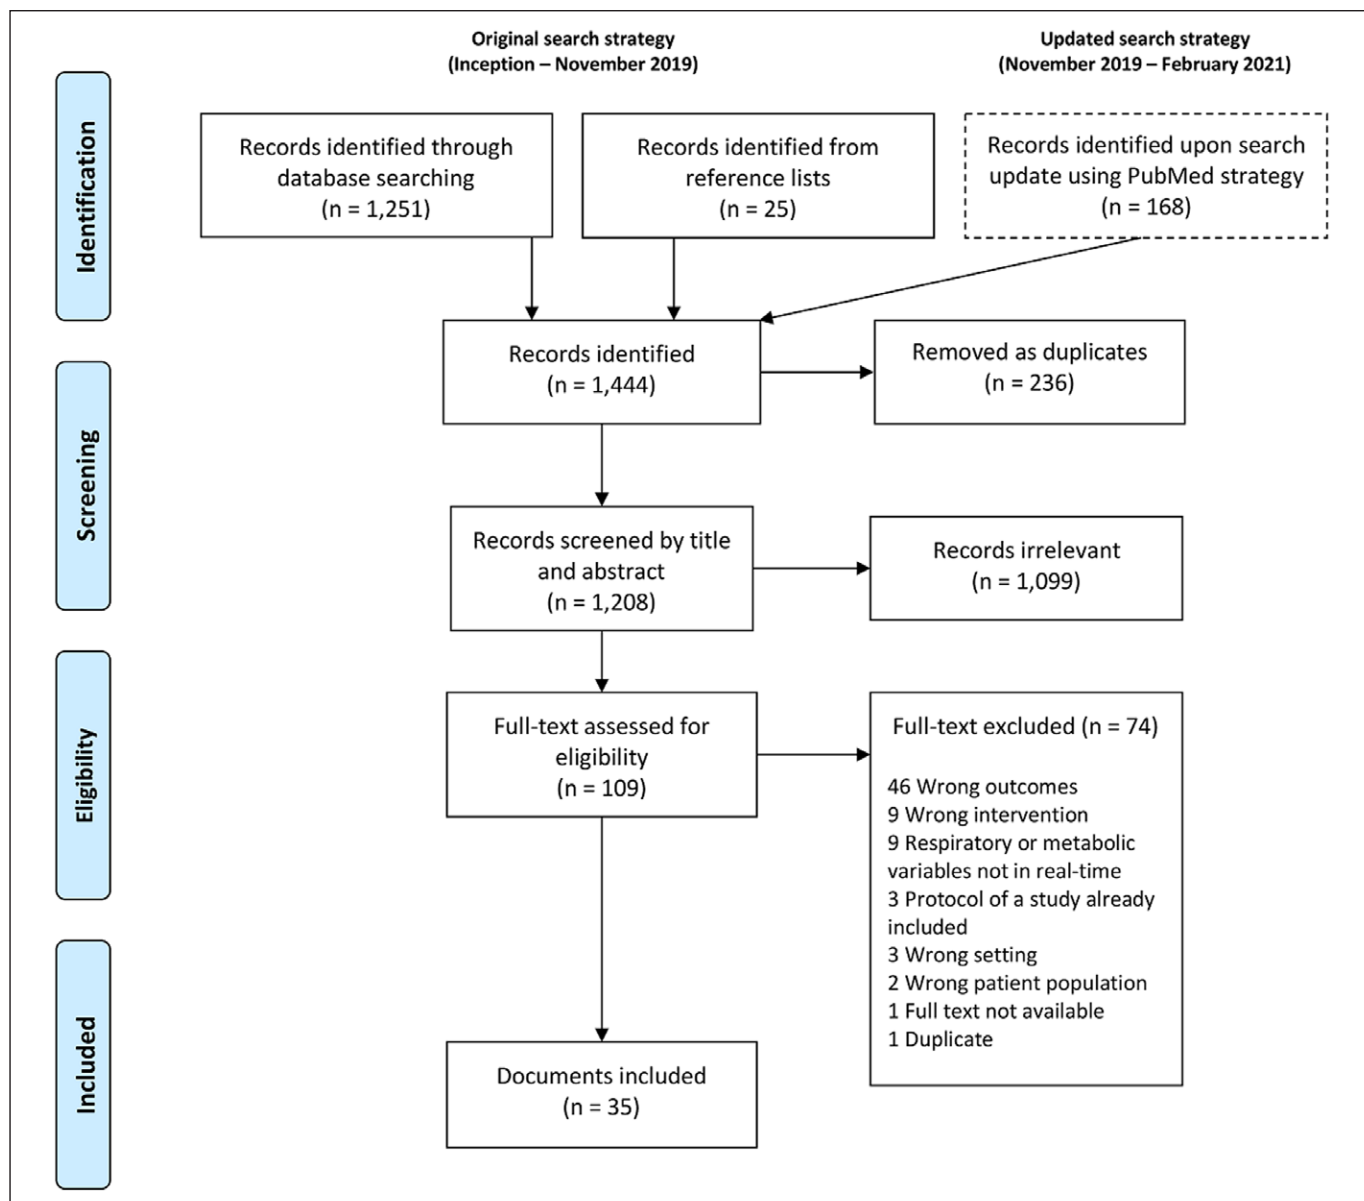 Original search strategy
(Inception – November 2019)
Updated search strategy
(November 2019 – February 2021)
Identification
Records identified through
database searching
(n = 1,251)
Records identified from
reference lists
(n = 25)
Records identified upon search
update using PubMed strategy
(n = 168)
Records identified
(n = 1,444)
Removed as duplicates
(n = 236)
Screening
Records screened by title
and abstract
(n = 1,208)
Records irrelevant
(n = 1,099)
Eligibility
Full-text assessed for
eligibility
(n = 109)
Full-text excluded (n = 74)
46 Wrong outcomes
9 Wrong intervention
9 Respiratory or metabolic
variables not in real-time
3 Protocol of a study already
included
3 Wrong setting
2 Wrong patient population
1 Full text not available
1 Duplicate
Included
Documents included
(n = 35)